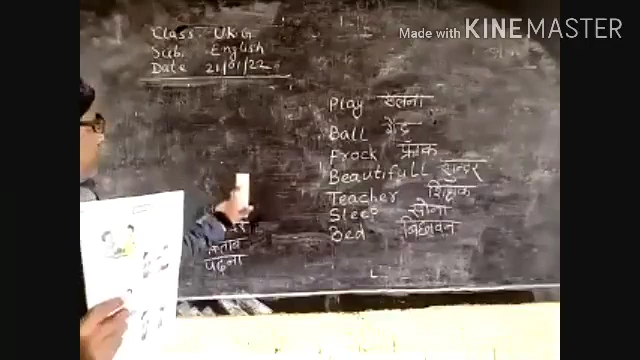 Made with KINEMASTER
Class. UKG
Sub. English
Date 21/01/22
Play खेलना
Ball गेंद
Frock फ्रॉक
Beautifull सुन्दर
Teacher शिक्षक
Sleep सोना
Bed
किताब
पढ़ना